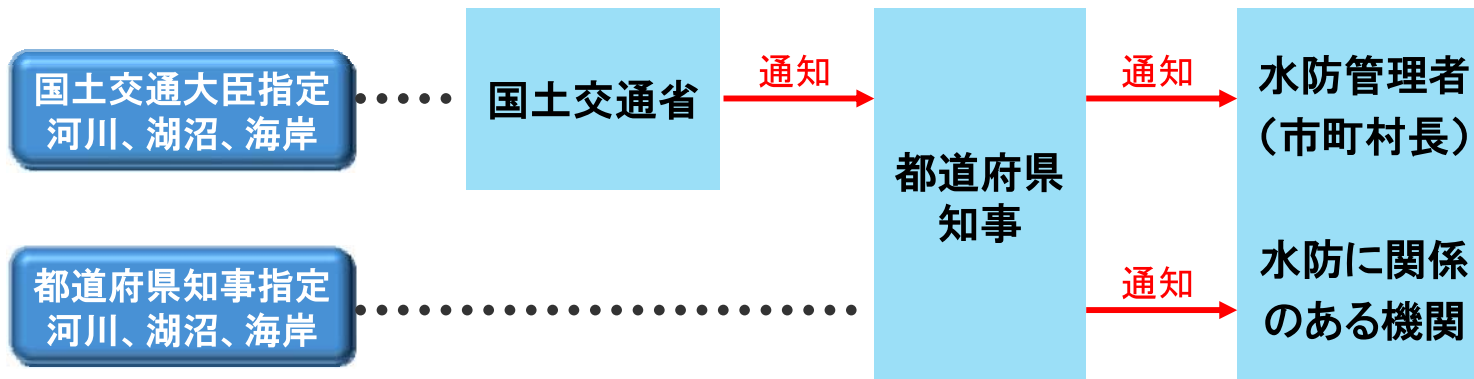 国土交通大臣指定
河川、湖沼、海岸
国土交通省
通知
都道府県
知事
通知
水防管理者
（市町村長）
都道府県知事指定
河川、湖沼、海岸
通知
水防に関係
のある機関